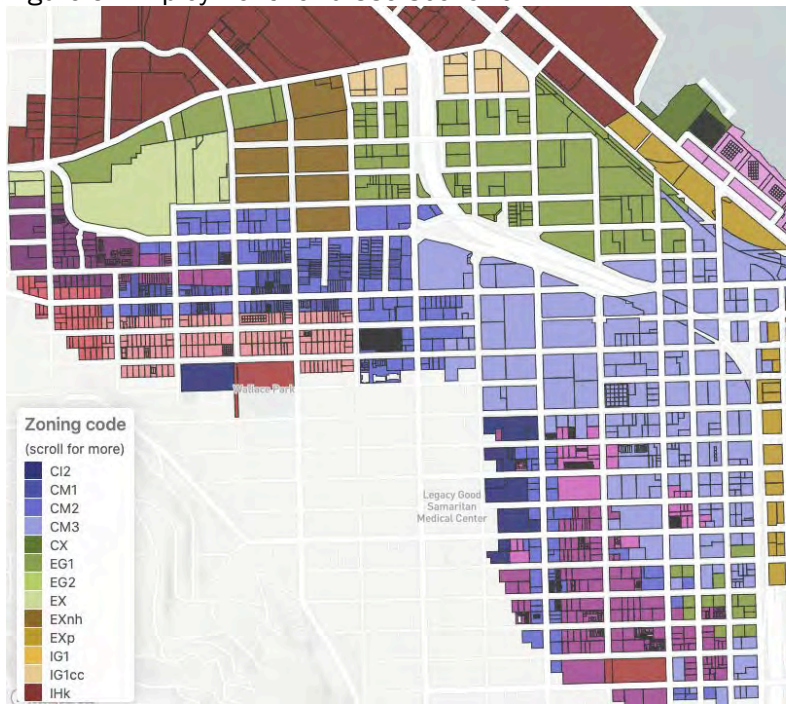 Wallace Park
Zoning code
(scroll for more)
CI2
CM1
CM2
CM3
CX
EG1
EG2
EX
EXnh
EXp
IG1
IG1cc
IHk
Legacy Good
Samaritan
Medical Center